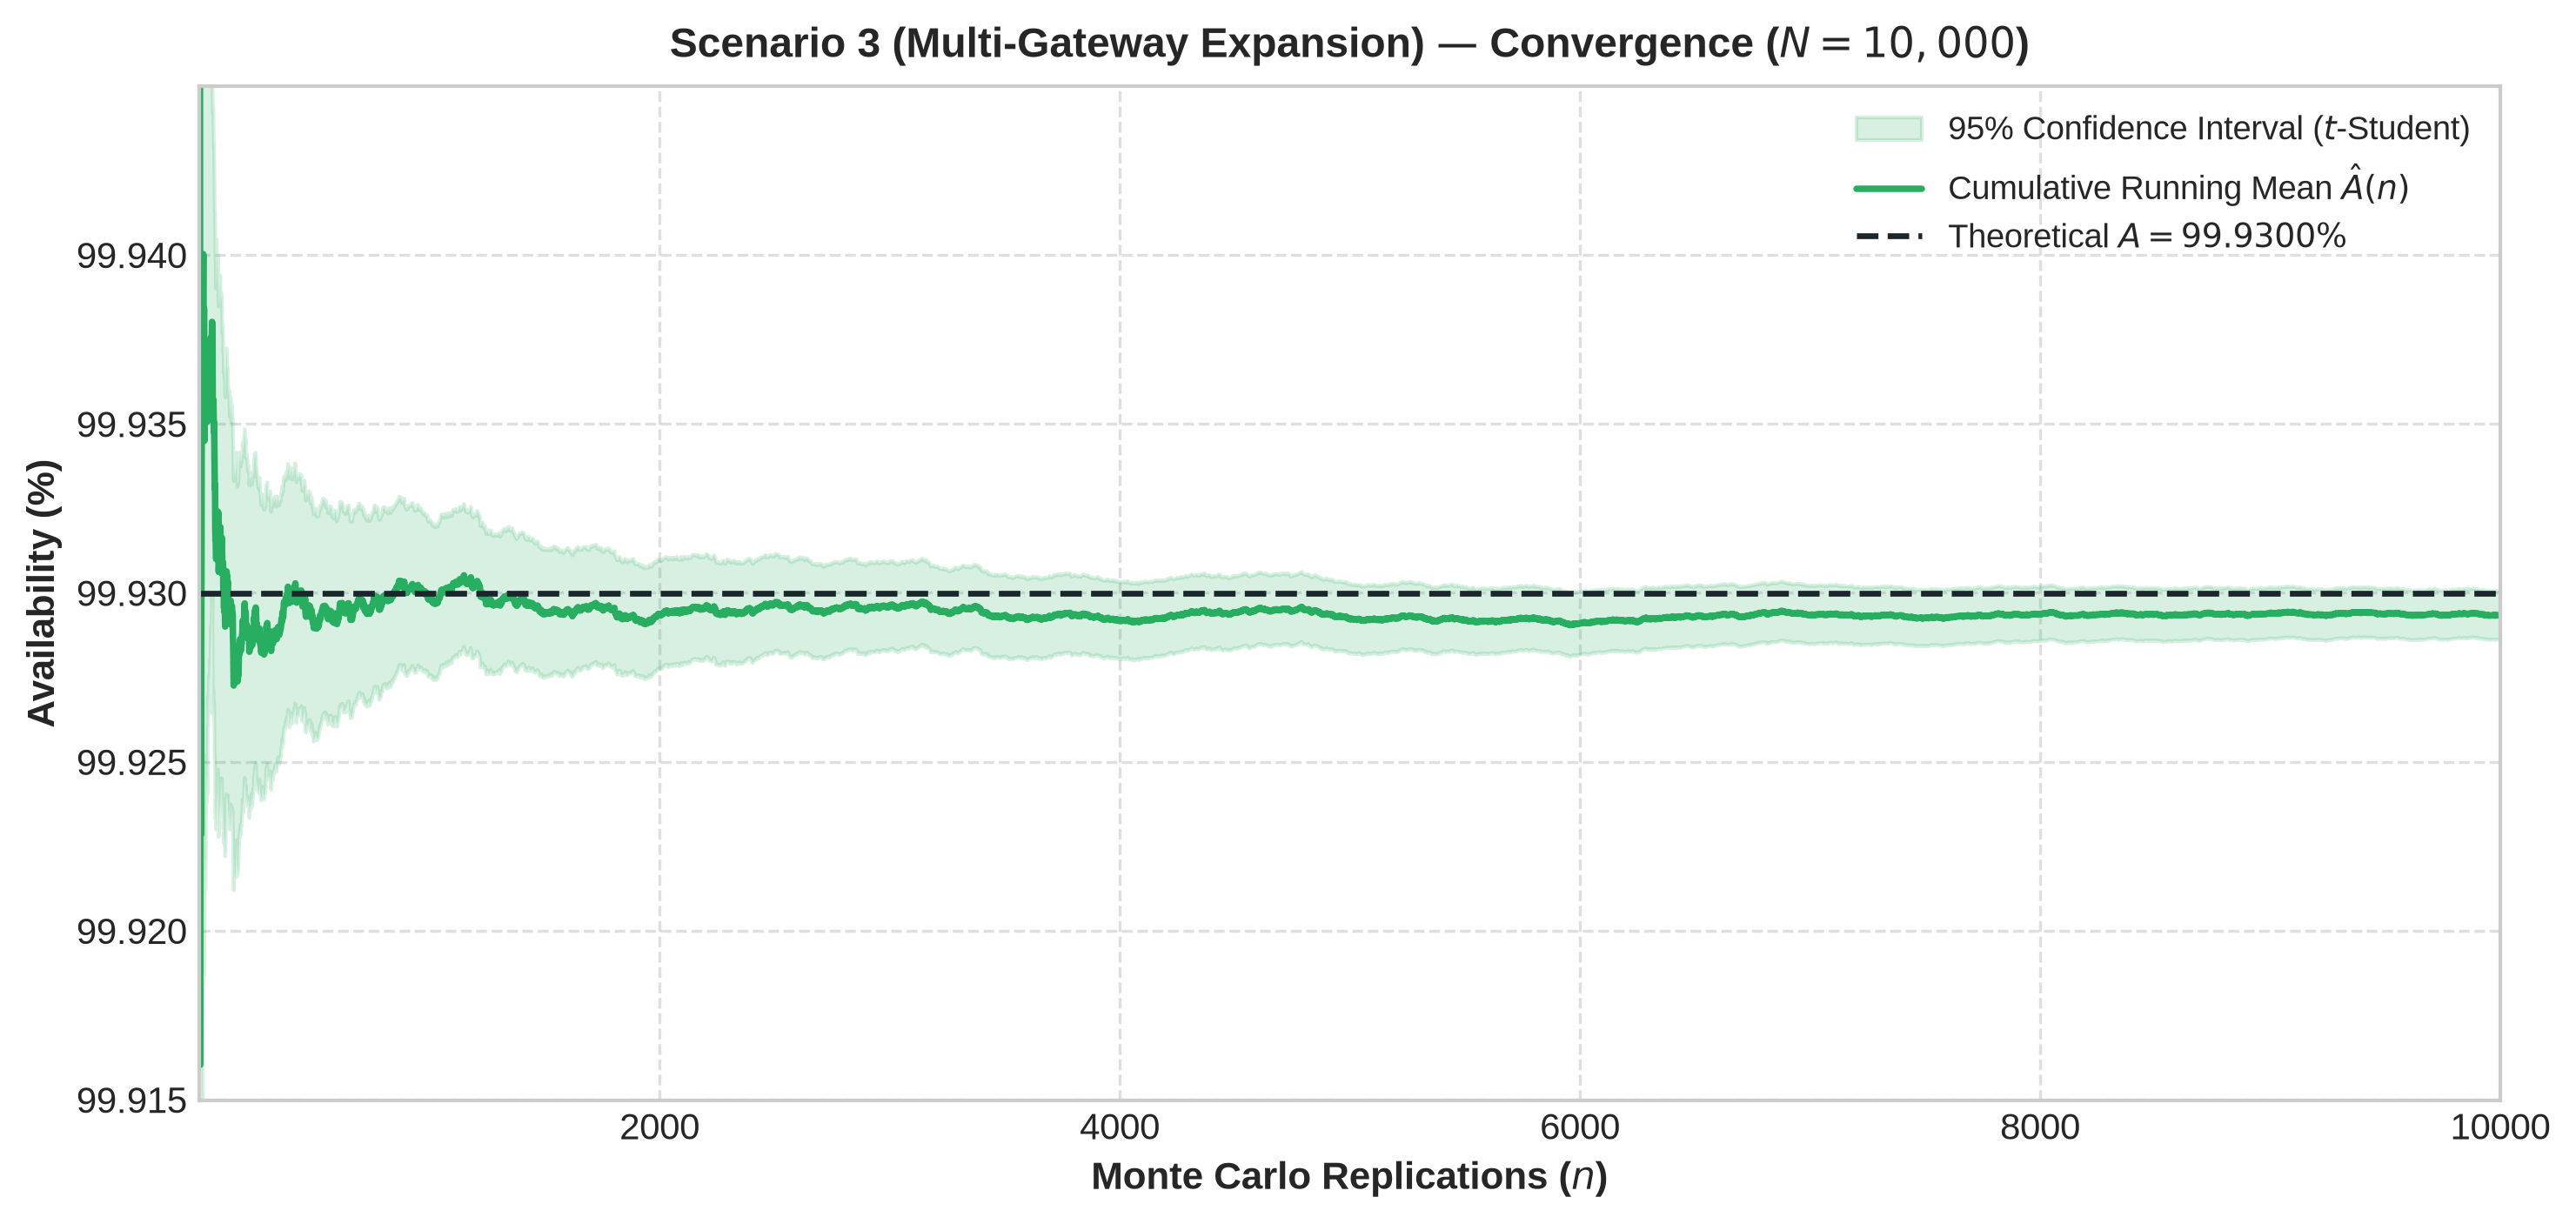 Scenario 3 (Multi-Gateway Expansion) — Convergence (N = 10,000)
95% Confidence Interval (t-Student)
Cumulative Running Mean Â(n)
Theoretical A = 99.9300%
Availability (%)
99.940
99.935
99.930
99.925
99.920
99.915
2000
4000
6000
8000
10000
Monte Carlo Replications (n)